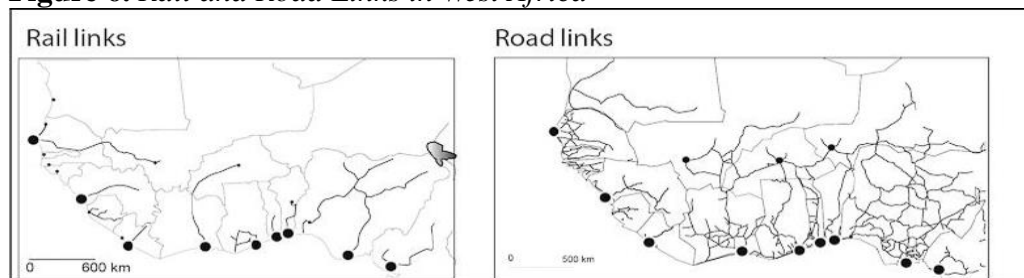 Figure 6. Rail and Road Links in West Africa
Rail links
Road links
0 600 km
0 500 km